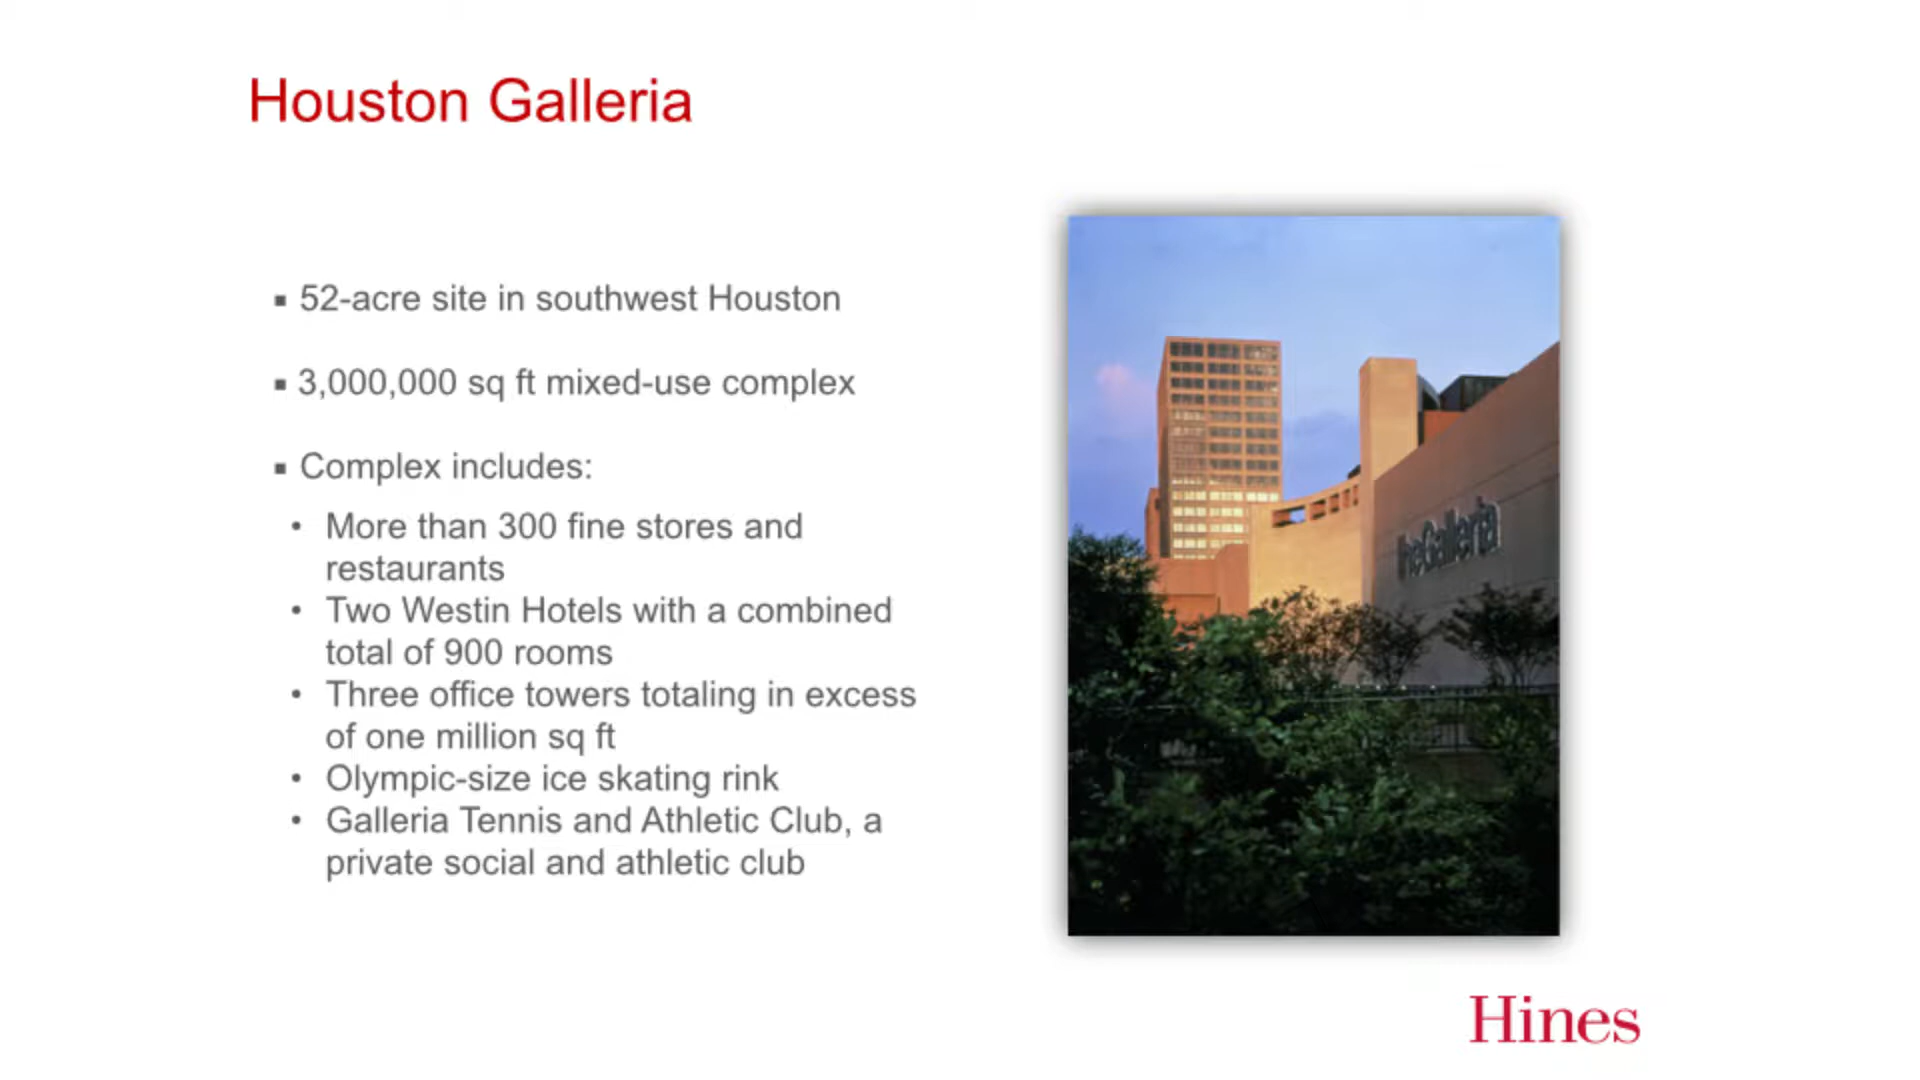 Houston Galleria
▪ 52-acre site in southwest Houston
▪ 3,000,000 sq ft mixed-use complex
▪ Complex includes:
• More than 300 fine stores and
restaurants
• Two Westin Hotels with a combined
total of 900 rooms
• Three office towers totaling in excess
of one million sq ft
• Olympic-size ice skating rink
• Galleria Tennis and Athletic Club, a
private social and athletic club
theGalleria
Hines